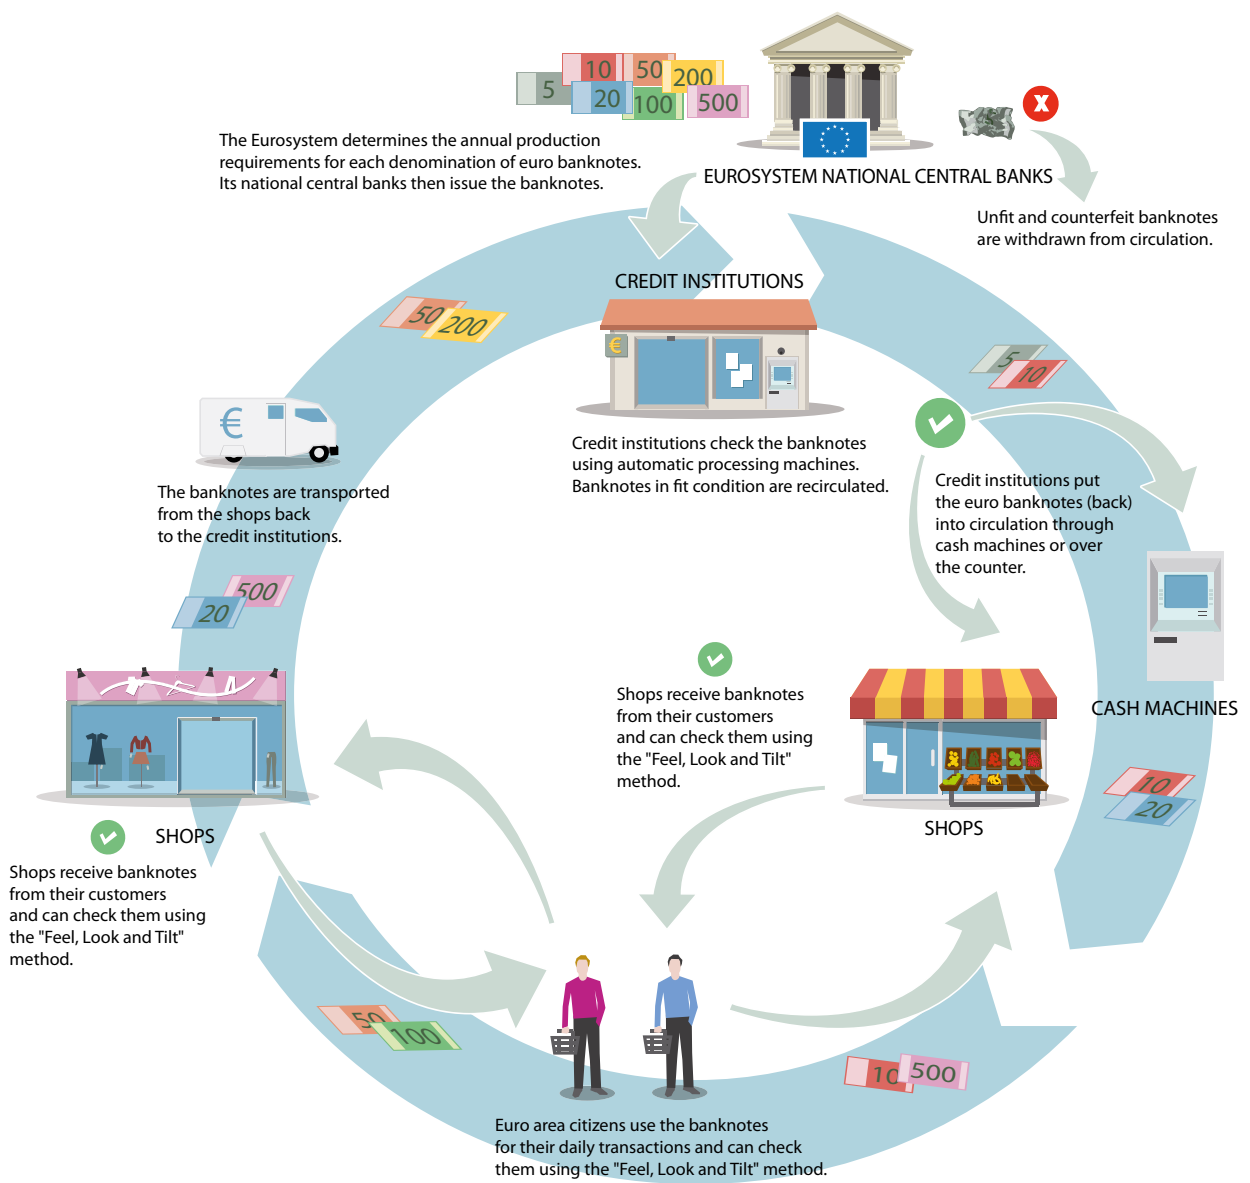 5
10
50
200
20
100
500
X
The Eurosystem determines the annual production
requirements for each denomination of euro banknotes.
Its national central banks then issue the banknotes.
EUROSYSTEM NATIONAL CENTRAL BANKS
Unfit and counterfeit banknotes
are withdrawn from circulation.
CREDIT INSTITUTIONS
50
200
€
5
10
€
Credit institutions check the banknotes
using automatic processing machines.
Banknotes in fit condition are recirculated.
Credit institutions put
the euro banknotes (back)
into circulation through
cash machines or over
the counter.
The banknotes are transported
from the shops back
to the credit institutions.
500
20
Shops receive banknotes
from their customers
and can check them using
the "Feel, Look and Tilt"
method.
CASH MACHINES
10
20
SHOPS
SHOPS
Shops receive banknotes
from their customers
and can check them using
the "Feel, Look and Tilt"
method.
50
100
10
500
Euro area citizens use the banknotes
for their daily transactions and can check
them using the "Feel, Look and Tilt" method.